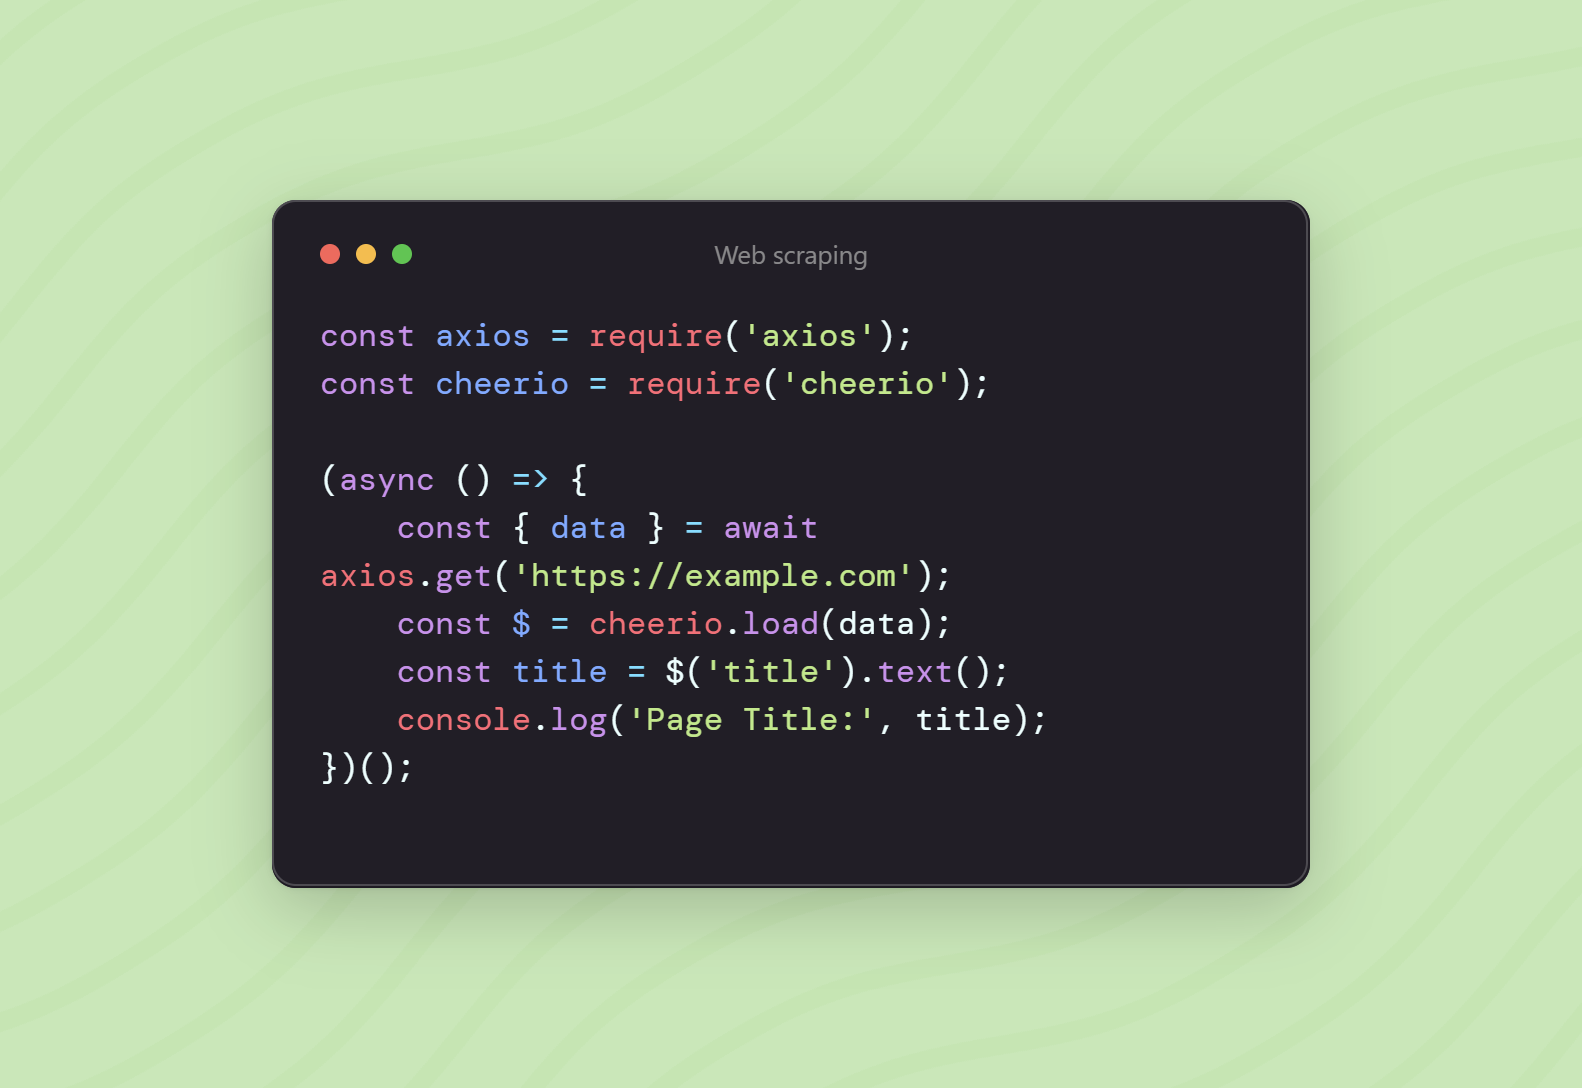 Web scraping
const axios = require('axios');
const cheerio = require('cheerio');

(async () => {
    const { data } = await
axios.get('https://example.com');
    const $ = cheerio.load(data);
    const title = $('title').text();
    console.log('Page Title:', title);
})();